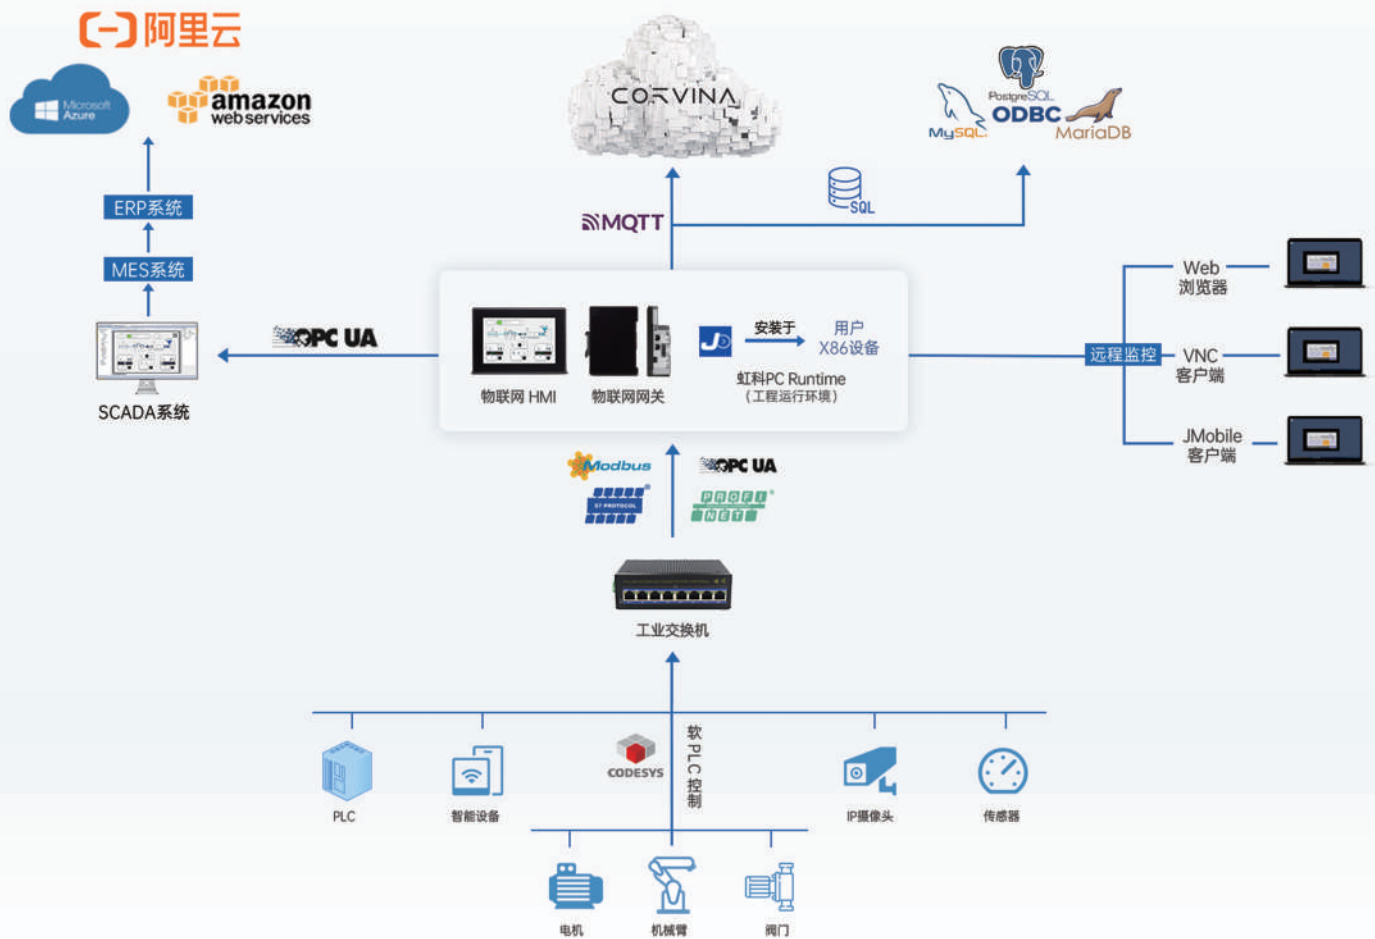 阿里云
Microsoft
Azure
amazon
web services
CORVINA
PostgreSQL
ODBC
MySQL
MariaDB
SQL
MQTT
ERP系统
MES系统
SCADA系统
OPC UA
物联网 HMI
物联网网关
安装于
用户
X86设备
虹科PC Runtime
（工程运行环境）
远程监控
Web
浏览器
VNC
客户端
JMobile
客户端
Modbus
OPC UA
S7 PROTOCOL
PROFI
NET
工业交换机
软 PLC 控制
CODESYS
PLC
智能设备
IP摄像头
传感器
电机
机械臂
阀门